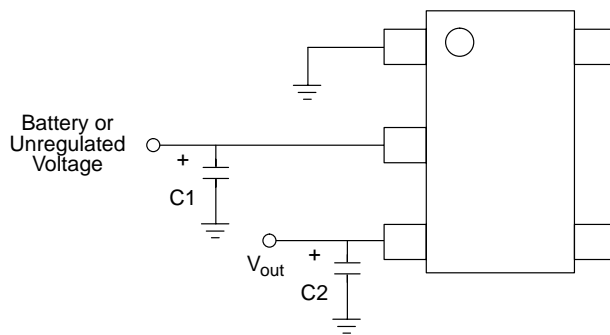 Battery or
Unregulated
Voltage
+
C1
Vout
+
C2